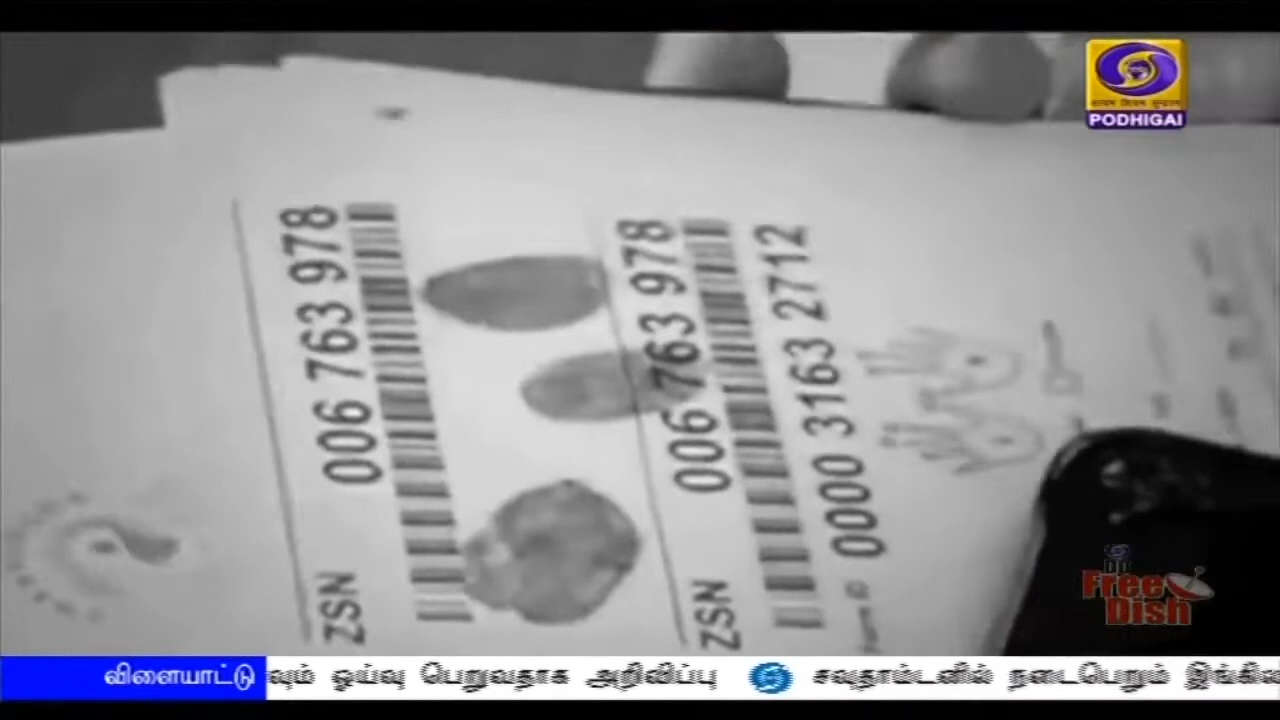 PODHIGAI
ZSN 006 763 978
ZSN 006 763 978
0000 3163 2712
DD
Free
Dish
விளையாட்டு
வும் ஓய்வு பெறுவதாக அறிவிப்பு
சவுதாம்டனில் நடைபெறும்